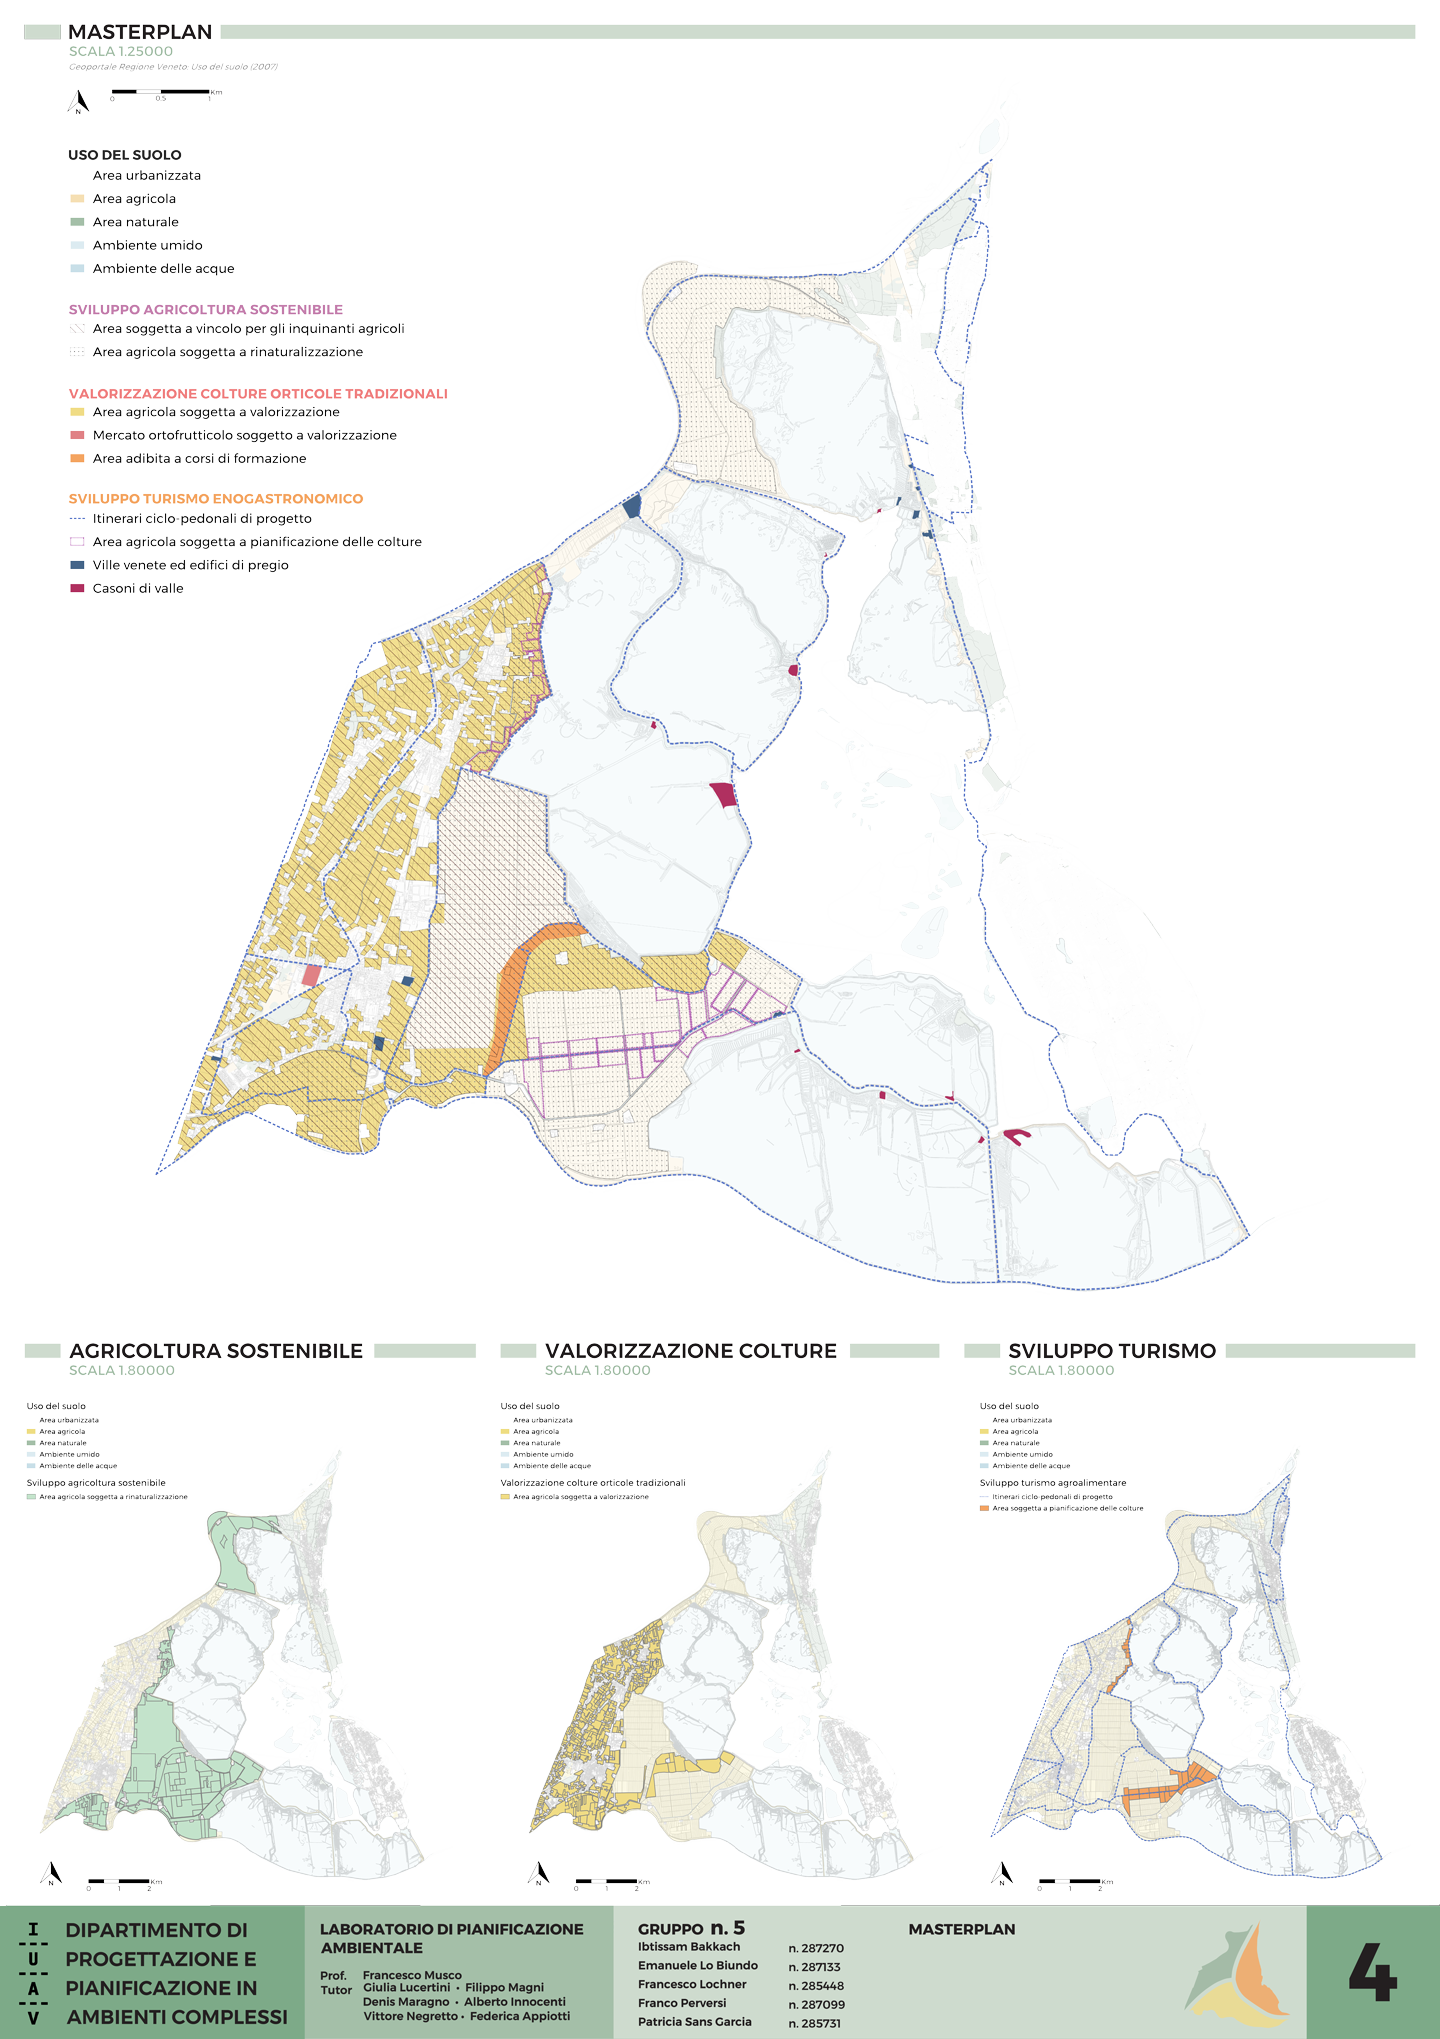 MASTERPLAN
SCALA 1.25000
Geoportale Regione Veneto: Uso del suolo (2007)
Km
0 0.5 1
N
USO DEL SUOLO
Area urbanizzata
Area agricola
Area naturale
Ambiente umido
Ambiente delle acque
SVILUPPO AGRICOLTURA SOSTENIBILE
Area soggetta a vincolo per gli inquinanti agricoli
Area agricola soggetta a rinaturalizzazione
VALORIZZAZIONE COLTURE ORTICOLE TRADIZIONALI
Area agricola soggetta a valorizzazione
Mercato ortofrutticolo soggetto a valorizzazione
Area adibita a corsi di formazione
SVILUPPO TURISMO ENOGASTRONOMICO
Itinerari ciclo-pedonali di progetto
Area agricola soggetta a pianificazione delle colture
Ville venete ed edifici di pregio
Casoni di valle
AGRICOLTURA SOSTENIBILE
SCALA 1.80000
Uso del suolo
Area urbanizzata
Area agricola
Area naturale
Ambiente umido
Ambiente delle acque
Sviluppo agricoltura sostenibile
Area agricola soggetta a rinaturalizzazione
N
Km
0 1 2
VALORIZZAZIONE COLTURE
SCALA 1.80000
Uso del suolo
Area urbanizzata
Area agricola
Area naturale
Ambiente umido
Ambiente delle acque
Valorizzazione colture orticole tradizionali
Area agricola soggetta a valorizzazione
N
Km
0 1 2
SVILUPPO TURISMO
SCALA 1.80000
Uso del suolo
Area urbanizzata
Area agricola
Area naturale
Ambiente umido
Ambiente delle acque
Sviluppo turismo agroalimentare
Itinerari ciclo-pedonali di progetto
Area soggetta a pianificazione delle colture
N
Km
0 1 2
I
U
A
V
DIPARTIMENTO DI
PROGETTAZIONE E
PIANIFICAZIONE IN
AMBIENTI COMPLESSI
LABORATORIO DI PIANIFICAZIONE
AMBIENTALE
Prof. Francesco Musco
Tutor Giulia Lucertini • Filippo Magni
Denis Maragno • Alberto Innocenti
Vittore Negretto • Federica Appiotti
GRUPPO n. 5
Ibtissam Bakkach n. 287270
Emanuele Lo Biundo n. 287133
Francesco Lochner n. 285448
Franco Perversi n. 287099
Patricia Sans Garcia n. 285731
MASTERPLAN
4